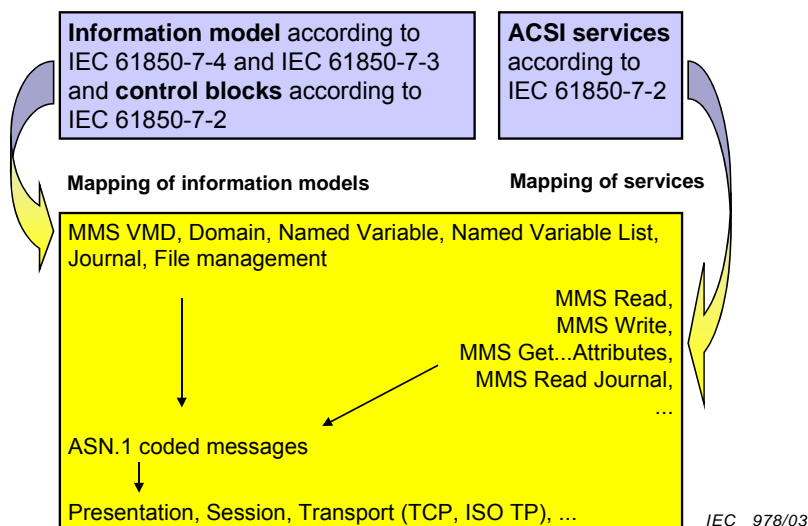 Information model according to
IEC 61850-7-4 and IEC 61850-7-3
and control blocks according to
IEC 61850-7-2
ACSI services
according to
IEC 61850-7-2
Mapping of information models
Mapping of services
MMS VMD, Domain, Named Variable, Named Variable List,
Journal, File management
MMS Read,
MMS Write,
MMS Get...Attributes,
MMS Read Journal,
...
ASN.1 coded messages
Presentation, Session, Transport (TCP, ISO TP), ...
IEC 978/03